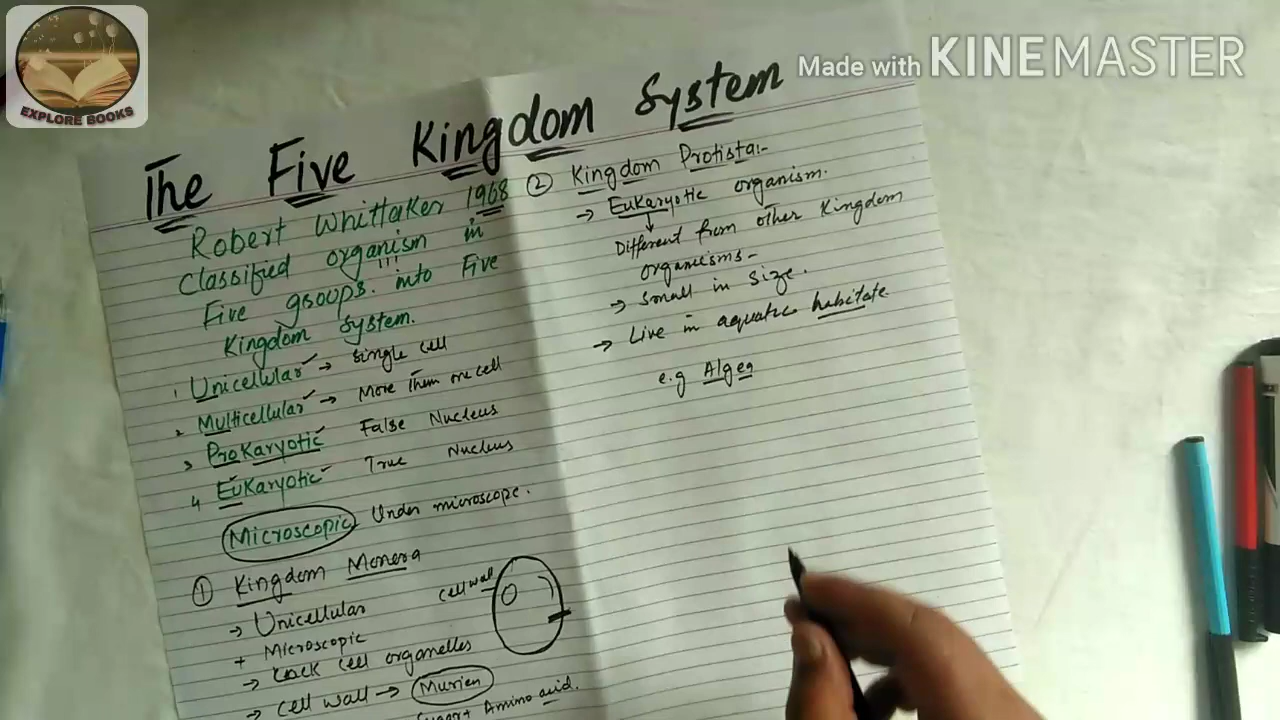 EXPLORE BOOKS
Made with KINEMASTER
The Five Kingdom System
Robert Whittaker 1968
Classified organism in
Five groops. into Five
Kingdom System.
1 Unicellular → Single cell
2 Multicellular → More Them one cell
3 Prokaryotic False Nucleus
4 Eukaryotic True Nucleus
Microscopic Under microscope.
① Kingdom Monera
→ Unicellular
+ Microscopic
→ Lack cell organelles
→ Cell wall → Murien
Sugar + Amino acid.
Cell wall
② Kingdom Protista:-
→ Eukaryotic organism.
Different from other Kingdom
organisms-
→ Small in Size.
→ Live in aquatic habitate
e.g Algea